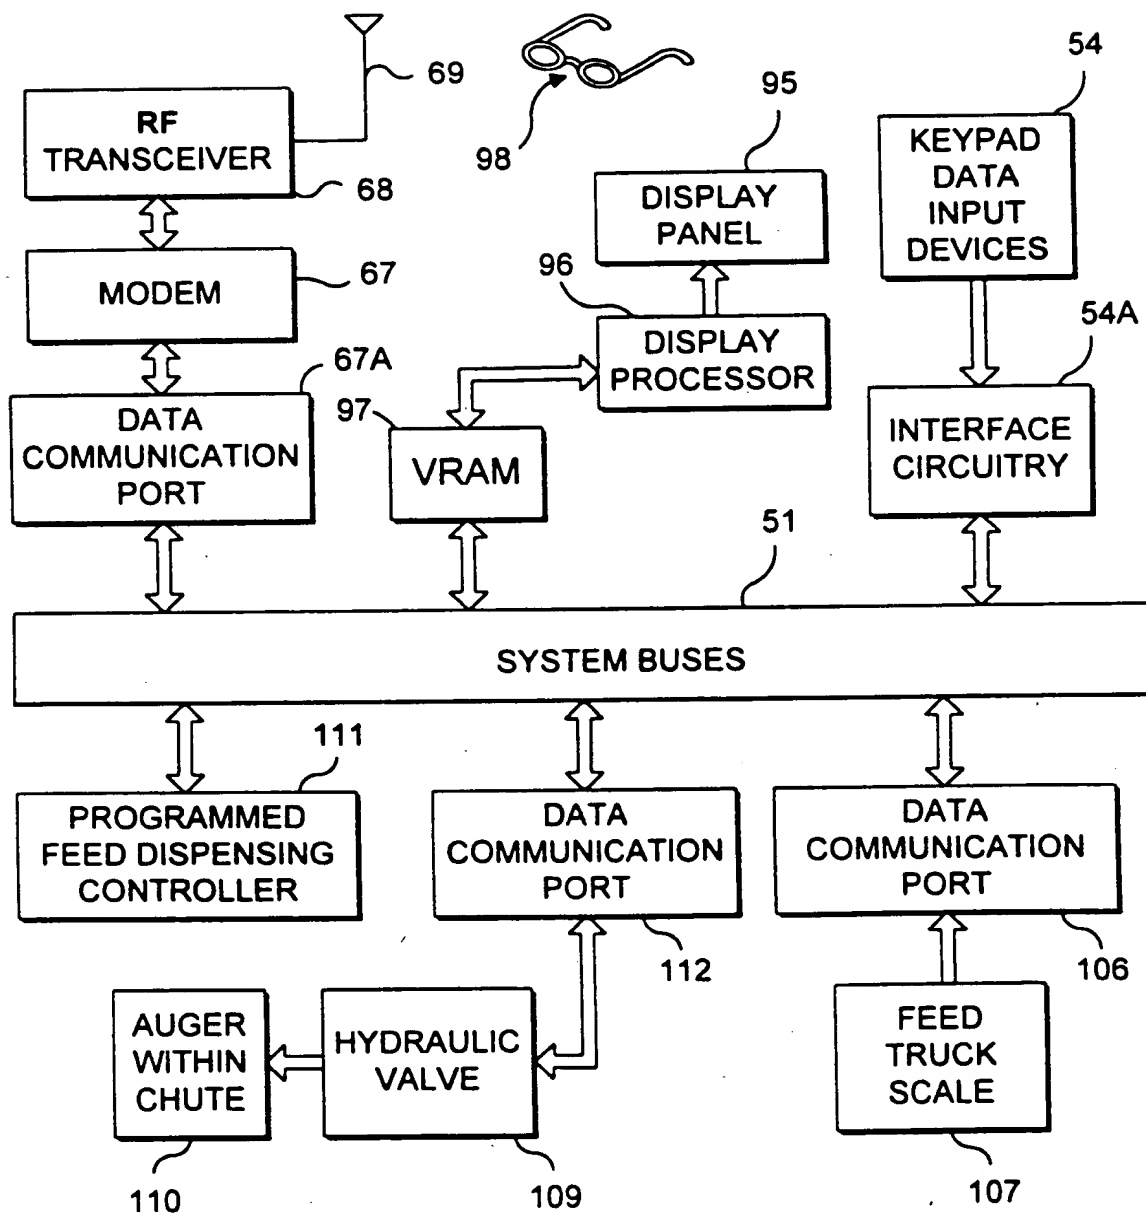 69
RF
TRANSCEIVER
68
98
95
DISPLAY
PANEL
54
KEYPAD
DATA
INPUT
DEVICES
MODEM
67
96
DISPLAY
PROCESSOR
54A
INTERFACE
CIRCUITRY
67A
DATA
COMMUNICATION
PORT
97
VRAM
51
SYSTEM BUSES
111
PROGRAMMED
FEED DISPENSING
CONTROLLER
DATA
COMMUNICATION
PORT
112
DATA
COMMUNICATION
PORT
106
AUGER
WITHIN
CHUTE
110
HYDRAULIC
VALVE
109
FEED
TRUCK
SCALE
107